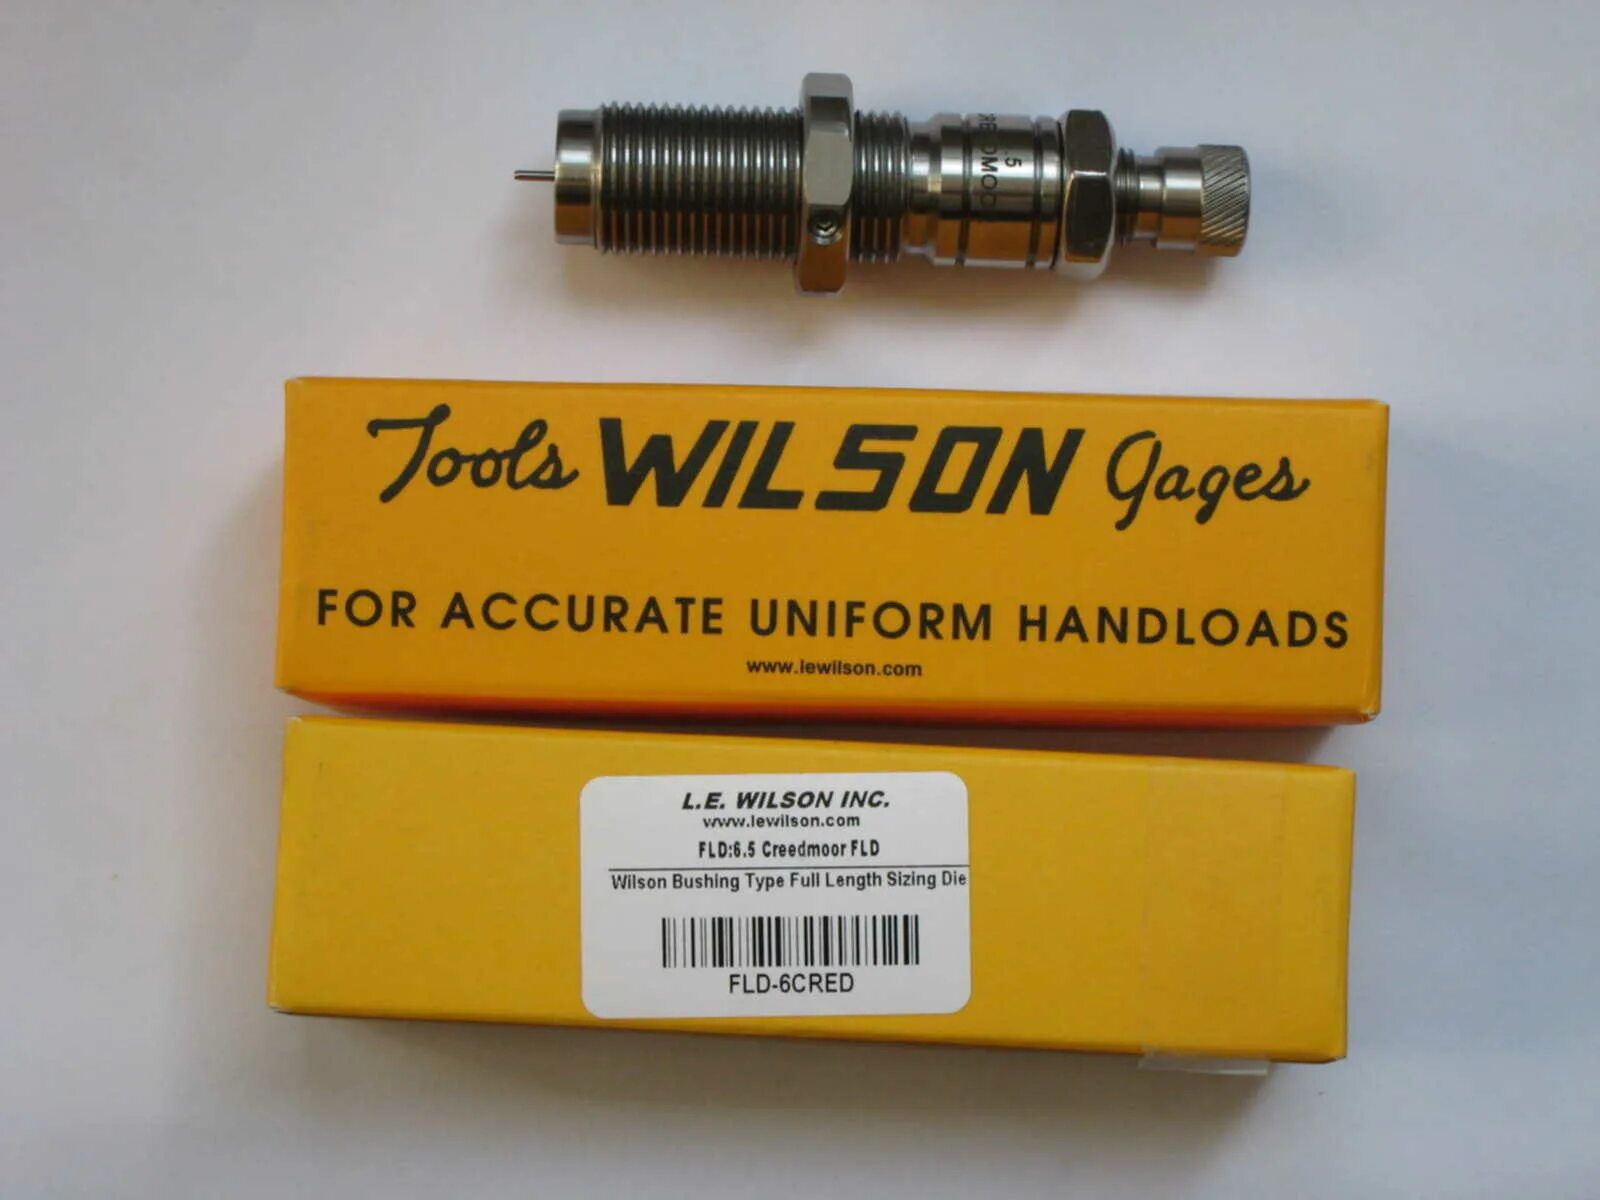 .5
Tools WILSON Gages
FOR ACCURATE UNIFORM HANDLOADS
www.lewilson.com
L.E. WILSON INC.
www.lewilson.com
FLD:6.5 Creedmoor FLD
Wilson Bushing Type Full Length Sizing Die
FLD-6CRED